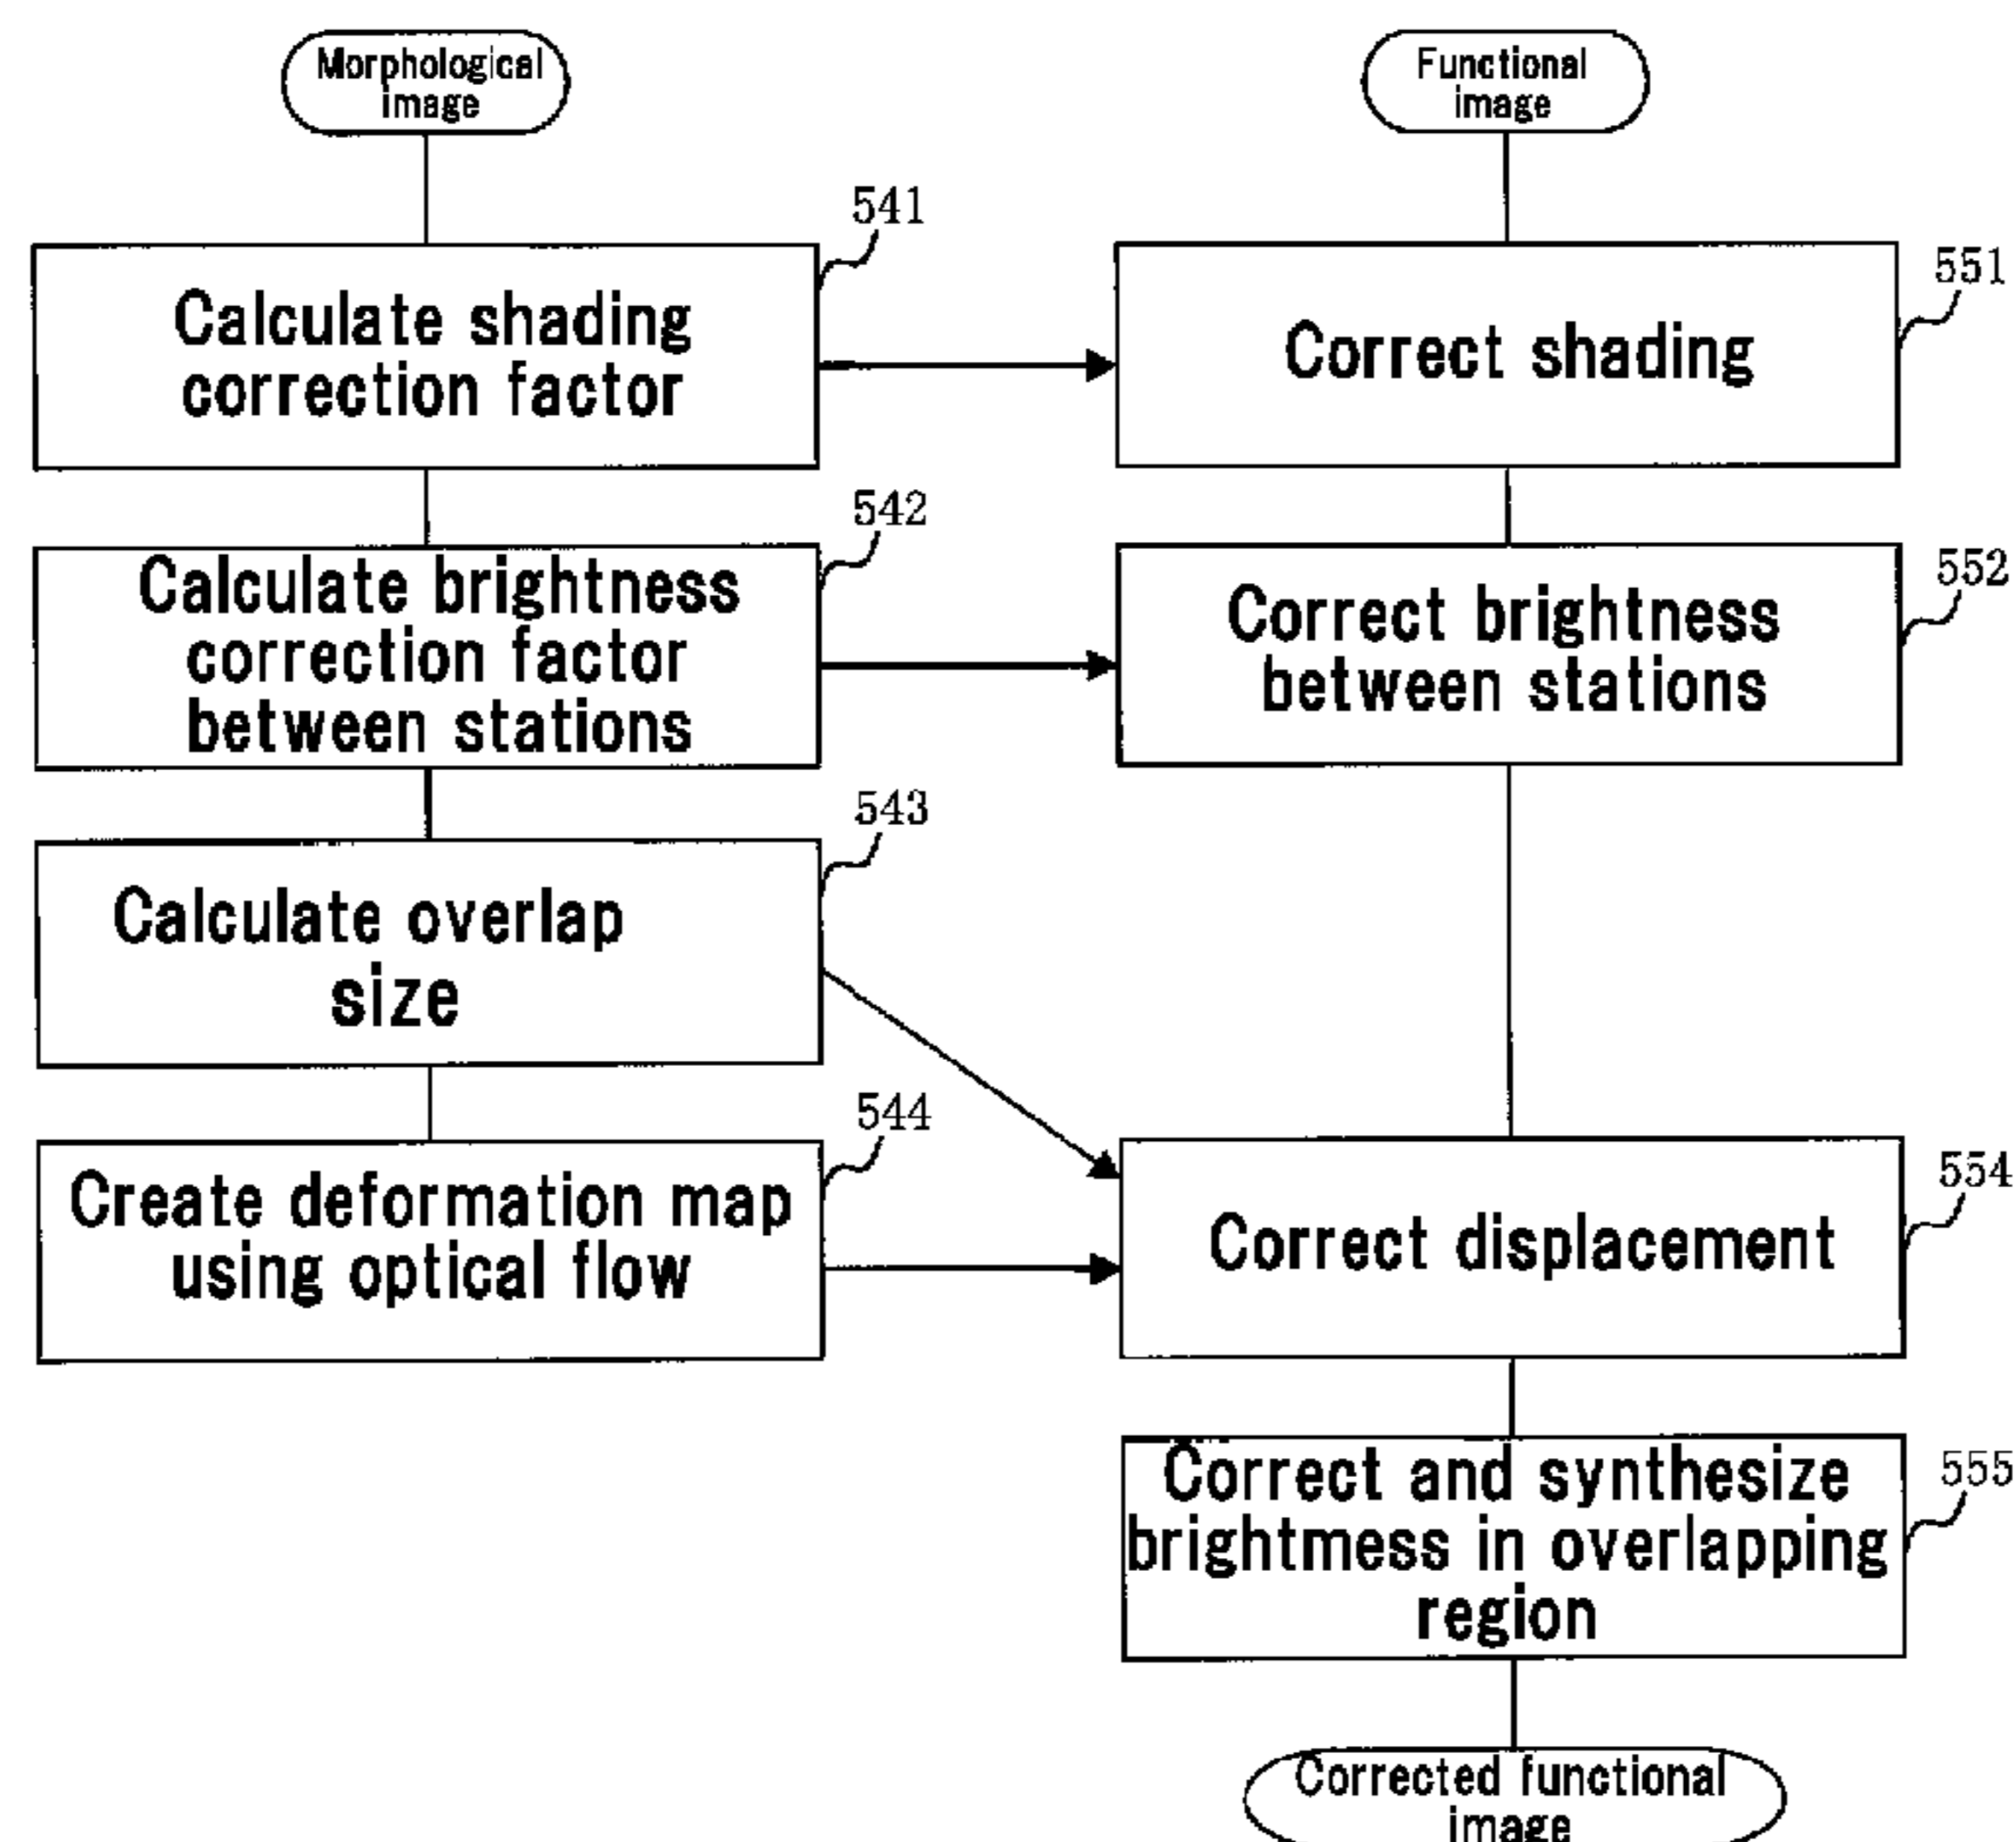 Morphological
image
Functional
image
541
Calculate shading
correction factor
551
Correct shading
542
Calculate brightness
correction factor
between stations
552
Correct brightness
between stations
543
Calculate overlap
size
544
Create deformation map
using optical flow
554
Correct displacement
555
Correct and synthesize
brightmess in overlapping
region
Corrected functional
image